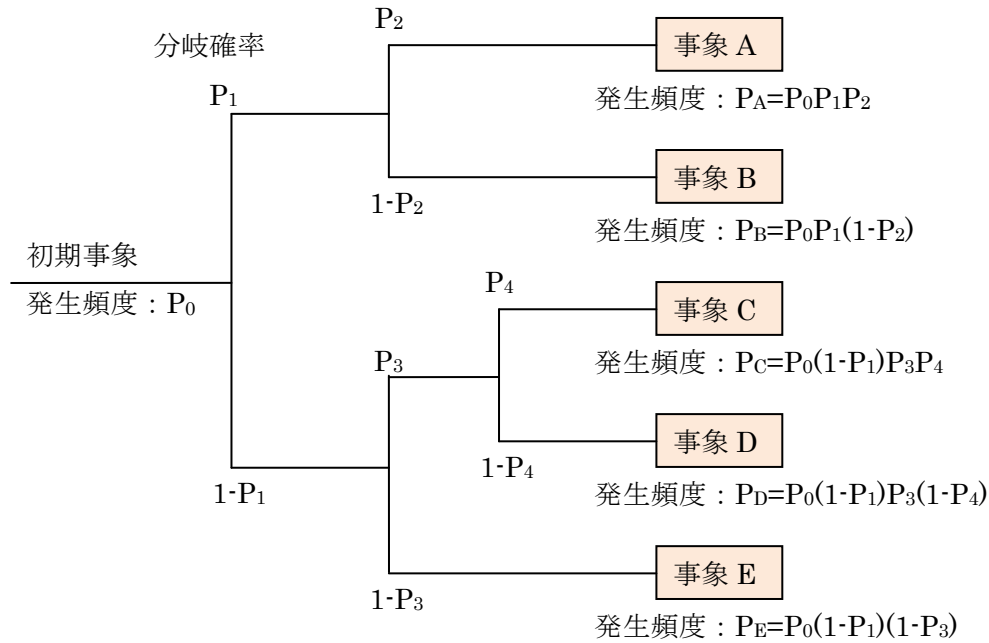 P2
分岐確率
事象 A
P1
発生頻度：PA=P0P1P2
事象 B
1-P2
発生頻度：PB=P0P1(1-P2)
初期事象
発生頻度：P0
P4
事象 C
P3
発生頻度：PC=P0(1-P1)P3P4
事象 D
1-P4
1-P1
発生頻度：PD=P0(1-P1)P3(1-P4)
事象 E
1-P3
発生頻度：PE=P0(1-P1)(1-P3)